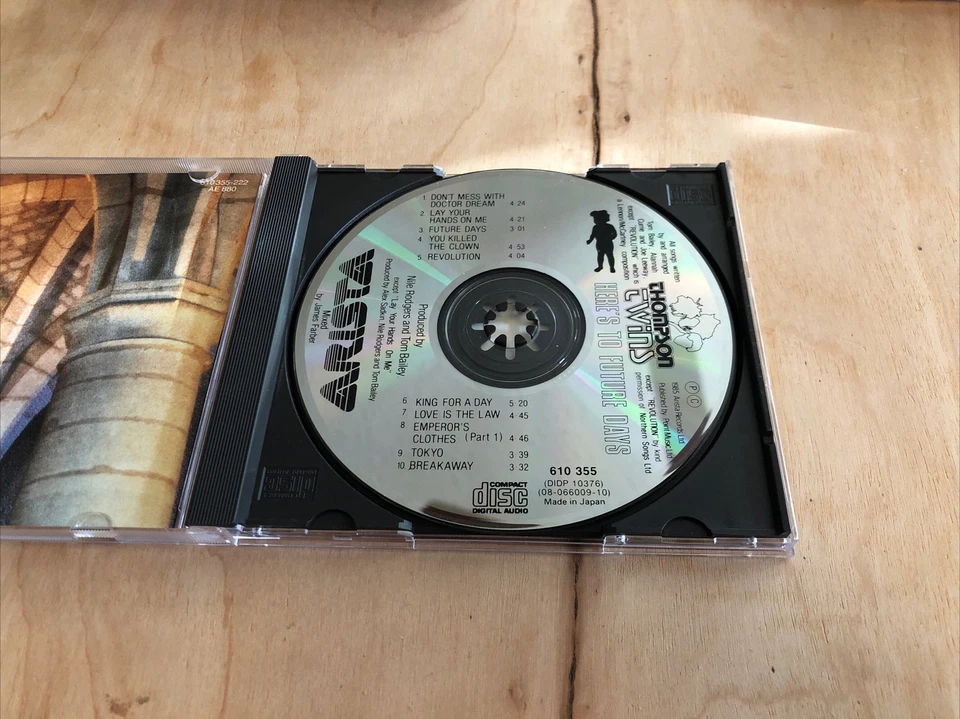 610355-222
AE 880
1 DON'T MESS WITH
DOCTOR DREAM 4·24
2 LAY YOUR
HANDS ON ME 4·21
3 FUTURE DAYS 3·01
4 YOU KILLED
THE CLOWN 4·53
5 REVOLUTION 4·04
All songs written
by and arranged
Tom Bailey, Alannah
Currie and Joe Leeway
except "REVOLUTION" which is
a Lennon/McCartney composition
THOMPSON
TWINS
HERE'S TO FUTURE DAYS
Ⓟ Ⓒ
1985 Arista Records Ltd
Published by Point Music Ltd
except "REVOLUTION" by kind
permission of Northern Songs Ltd
Produced by
Nile Rodgers and Tom Bailey
except "Lay Your Hands On Me"
Produced by Alex Sadkin, Nile Rodgers and Tom Bailey
ARISTA
Mixed
by James Farber
6 KING FOR A DAY 5·20
7 LOVE IS THE LAW 4·45
8 EMPEROR'S
CLOTHES (Part 1) 4·46
9 TOKYO 3·39
10 BREAKAWAY 3·32
COMPACT
disc
DIGITAL AUDIO
610 355
(DIDP 10376)
(08-066009-10)
Made in Japan
COMPACT
disc
DIGITAL AUDIO
disc